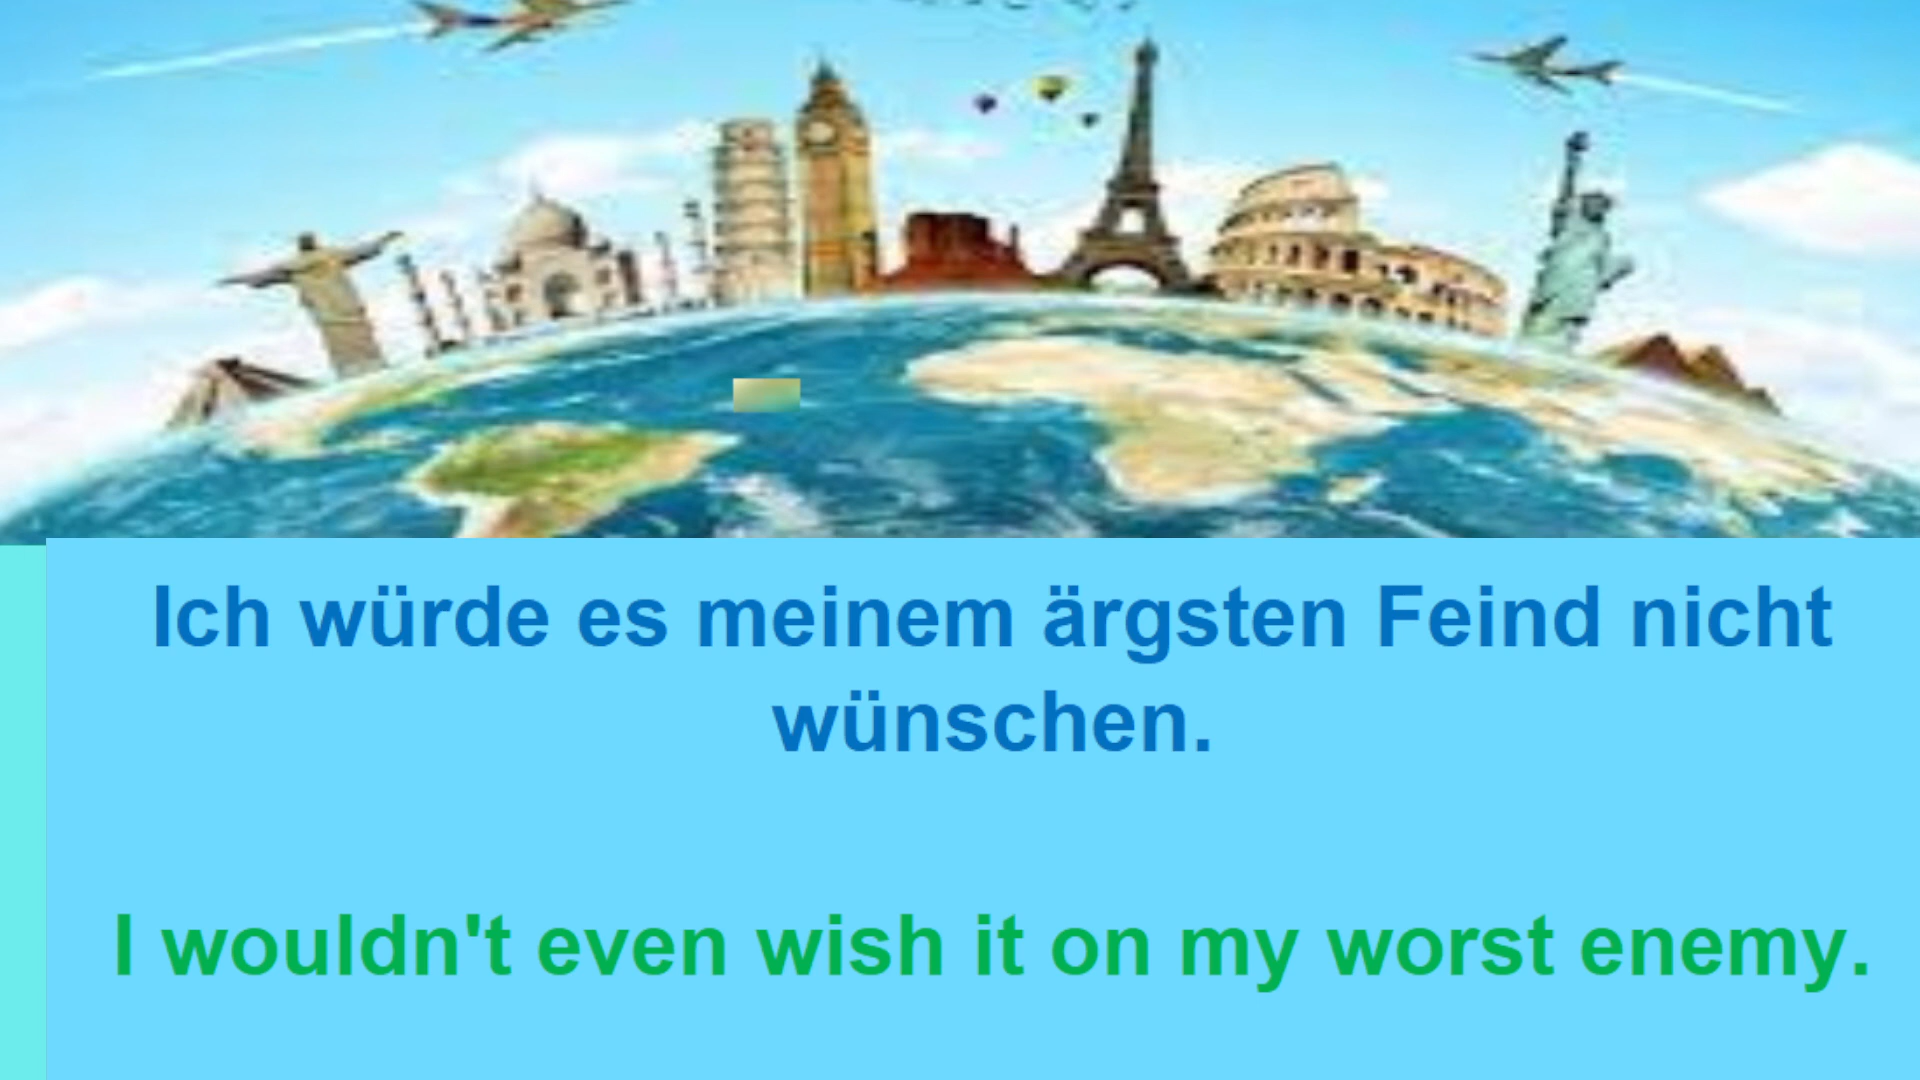 Ich würde es meinem ärgsten Feind nicht
wünschen.
I wouldn't even wish it on my worst enemy.